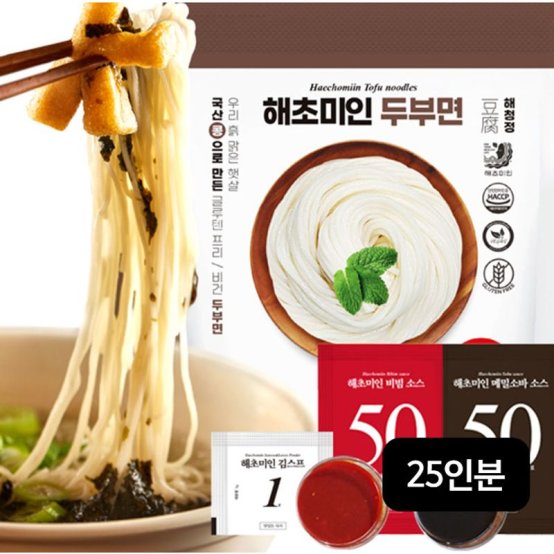 Haechomiin Tofu noodles
해초미인 두부면
우리 흙 맑은 햇살
국산 콩으로 만든
글루텐 프리 / 비건 두부면
豆腐
해청정
해초미인
HACCP
GLUTEN FREE
Haechomiin Bibim sauce
해초미인 비빔 소스
50
Haechomiin Soba sauce
해초미인 메밀소바 소스
50
해초미인 김스프
1
25인분